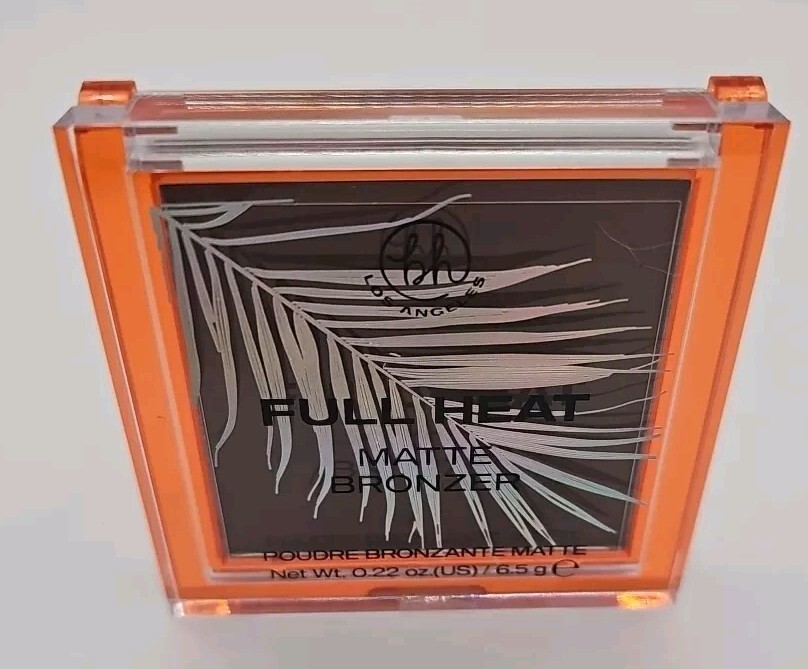 bh
LOS ANGELES
FULL HEAT
MATTE
BRONZER
POUDRE BRONZANTE MATTE
Net Wt. 0.22 oz.(US) / 6.5 g ℮